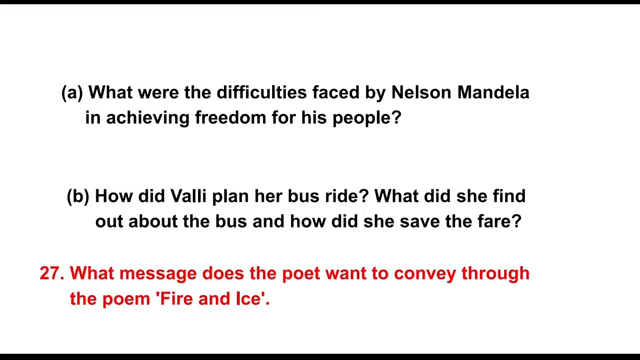 (a) What were the difficulties faced by Nelson Mandela
in achieving freedom for his people?
(b) How did Valli plan her bus ride? What did she find
out about the bus and how did she save the fare?
27. What message does the poet want to convey through
the poem 'Fire and Ice'.